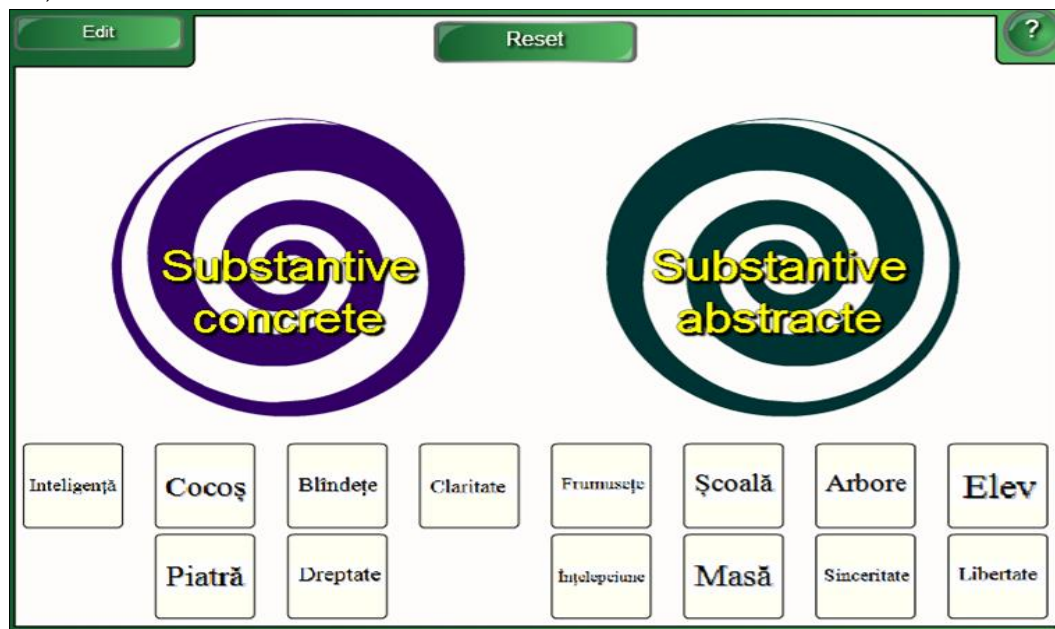 Edit
Reset
?
Substantive
concrete
Substantive
abstracte
Inteligență
Cocoș
Blîndețe
Claritate
Frumusețe
Școală
Arbore
Elev
Piatră
Dreptate
Înțelepciune
Masă
Sinceritate
Libertate